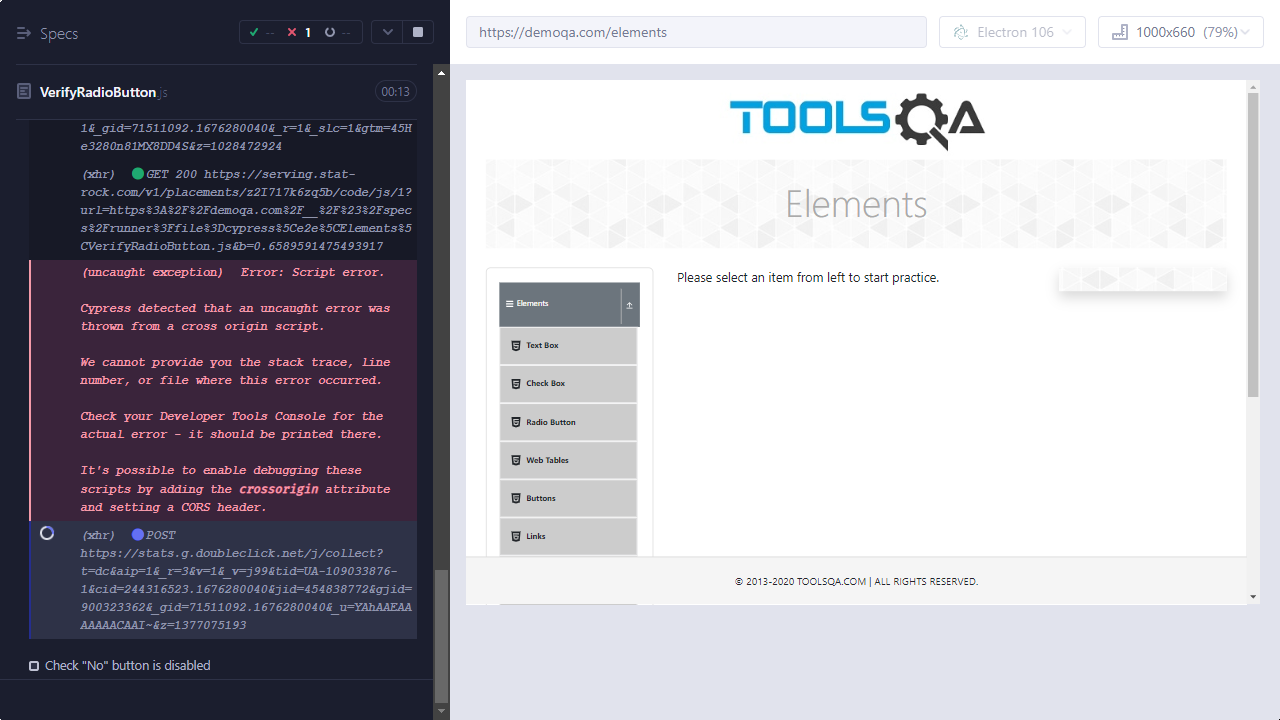 Specs
-- 1 --
https://demoqa.com/elements
Electron 106
1000x660 (79%)
VerifyRadioButton.js
00:13
1&_gid=71511092.1676280040&_r=1&_slc=1&gtm=45H
e3280n81MX8DD4S&z=1028472924
(xhr) GET 200 https://serving.stat-
rock.com/v1/placements/z2I717k6zq5b/code/js/1?
url=https%3A%2F%2Fdemoqa.com%2F__%2F%23%2Fspec
s%2Frunner%3Ffile%3Dcypress%5Ce2e%5CElements%5
CVerifyRadioButton.js&b=0.6589591475493917
(uncaught exception) Error: Script error.
Cypress detected that an uncaught error was
thrown from a cross origin script.
We cannot provide you the stack trace, line
number, or file where this error occurred.
Check your Developer Tools Console for the
actual error - it should be printed there.
It's possible to enable debugging these
scripts by adding the crossorigin attribute
and setting a CORS header.
(xhr) POST
https://stats.g.doubleclick.net/j/collect?
t=dc&aip=1&_r=3&v=1&_v=j99&tid=UA-109033876-
1&cid=244316523.1676280040&jid=454838772&gjid=
900323362&_gid=71511092.1676280040&_u=YAhAAEAA
AAAAAACAAI~&z=1377075193
Check "No" button is disabled
TOOLSQA
Elements
Elements
Text Box
Check Box
Radio Button
Web Tables
Buttons
Links
Please select an item from left to start practice.
© 2013-2020 TOOLSQA.COM | ALL RIGHTS RESERVED.